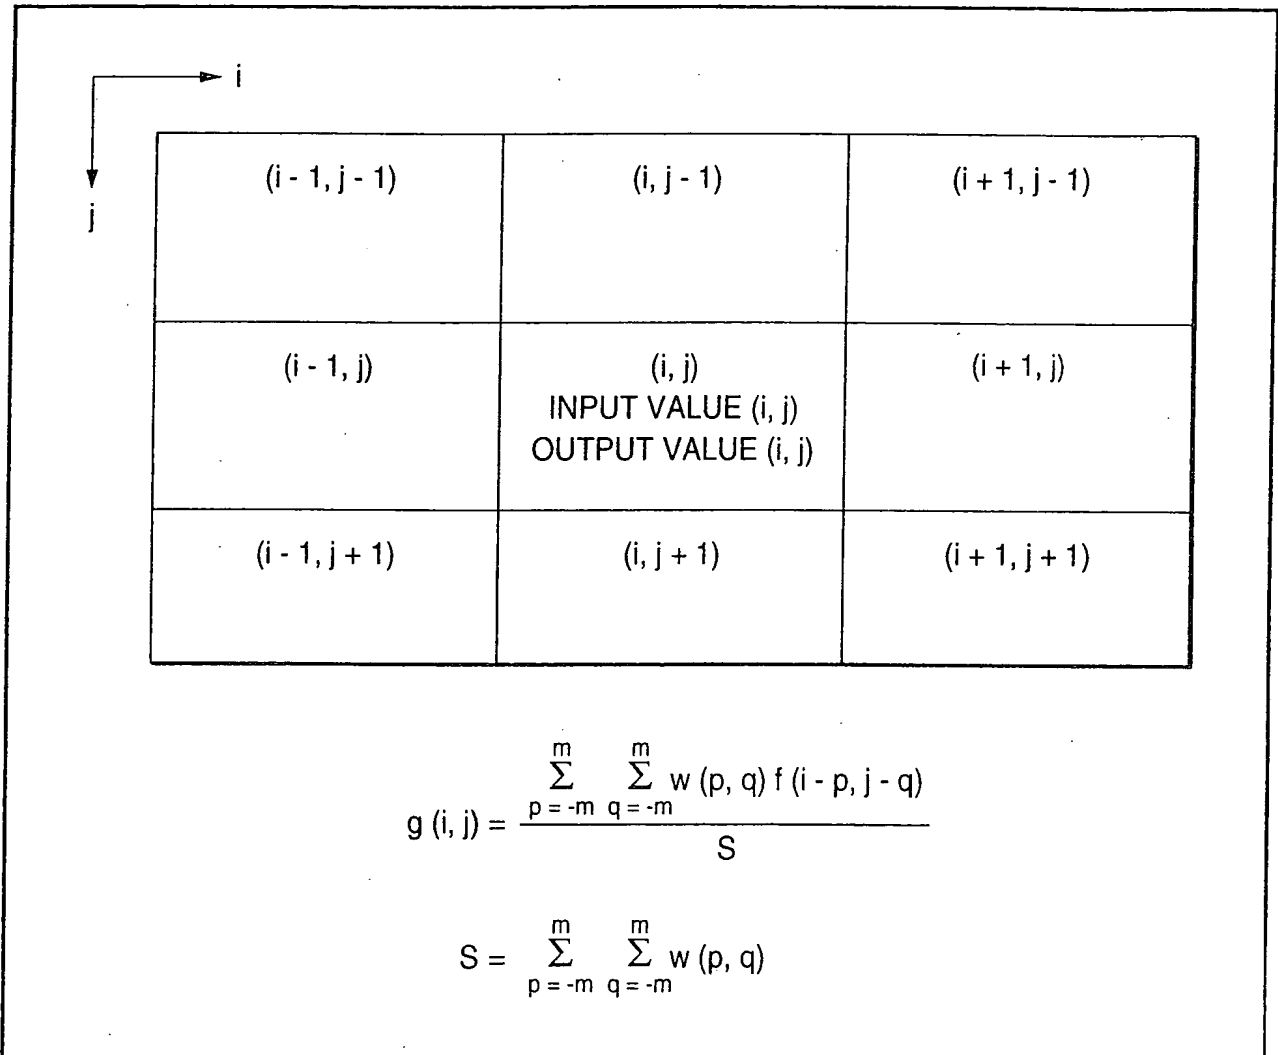 i
j
(i - 1, j - 1) (i, j - 1) (i + 1, j - 1)
(i - 1, j) (i, j) (i + 1, j)
INPUT VALUE (i, j)
OUTPUT VALUE (i, j)
(i - 1, j + 1) (i, j + 1) (i + 1, j + 1)
m m
Σ Σ w (p, q) f (i - p, j - q)
p = -m q = -m
g (i, j) =
S
m m
S = Σ Σ w (p, q)
p = -m q = -m